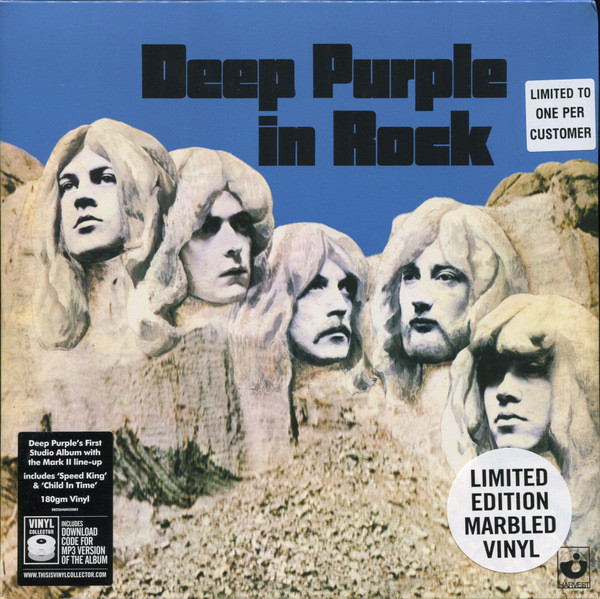 Deep Purple
in Rock
LIMITED TO
ONE PER
CUSTOMER
Deep Purple's First
Studio Album with
the Mark II line-up
includes 'Speed King'
& 'Child In Time'
180gm Vinyl
VINYL
COLLECTOR
INCLUDES
DOWNLOAD
CODE FOR
MP3 VERSION
OF THE ALBUM
WWW.THISISVINYLCOLLECTOR.COM
LIMITED
EDITION
MARBLED
VINYL
HARVEST